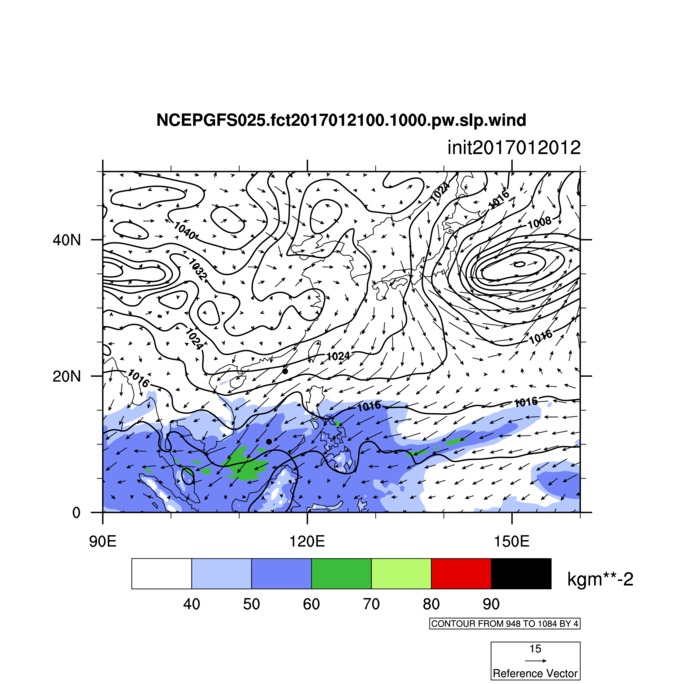 NCEPGFS025.fct2017012100.1000.pw.slp.wind
init2017012012
1024
1016
1008
1040
40N
1032
1016
1024
1024
20N
1016
1016
1016
0
90E 120E 150E
kgm**-2
40 50 60 70 80 90
CONTOUR FROM 948 TO 1084 BY 4
15
Reference Vector